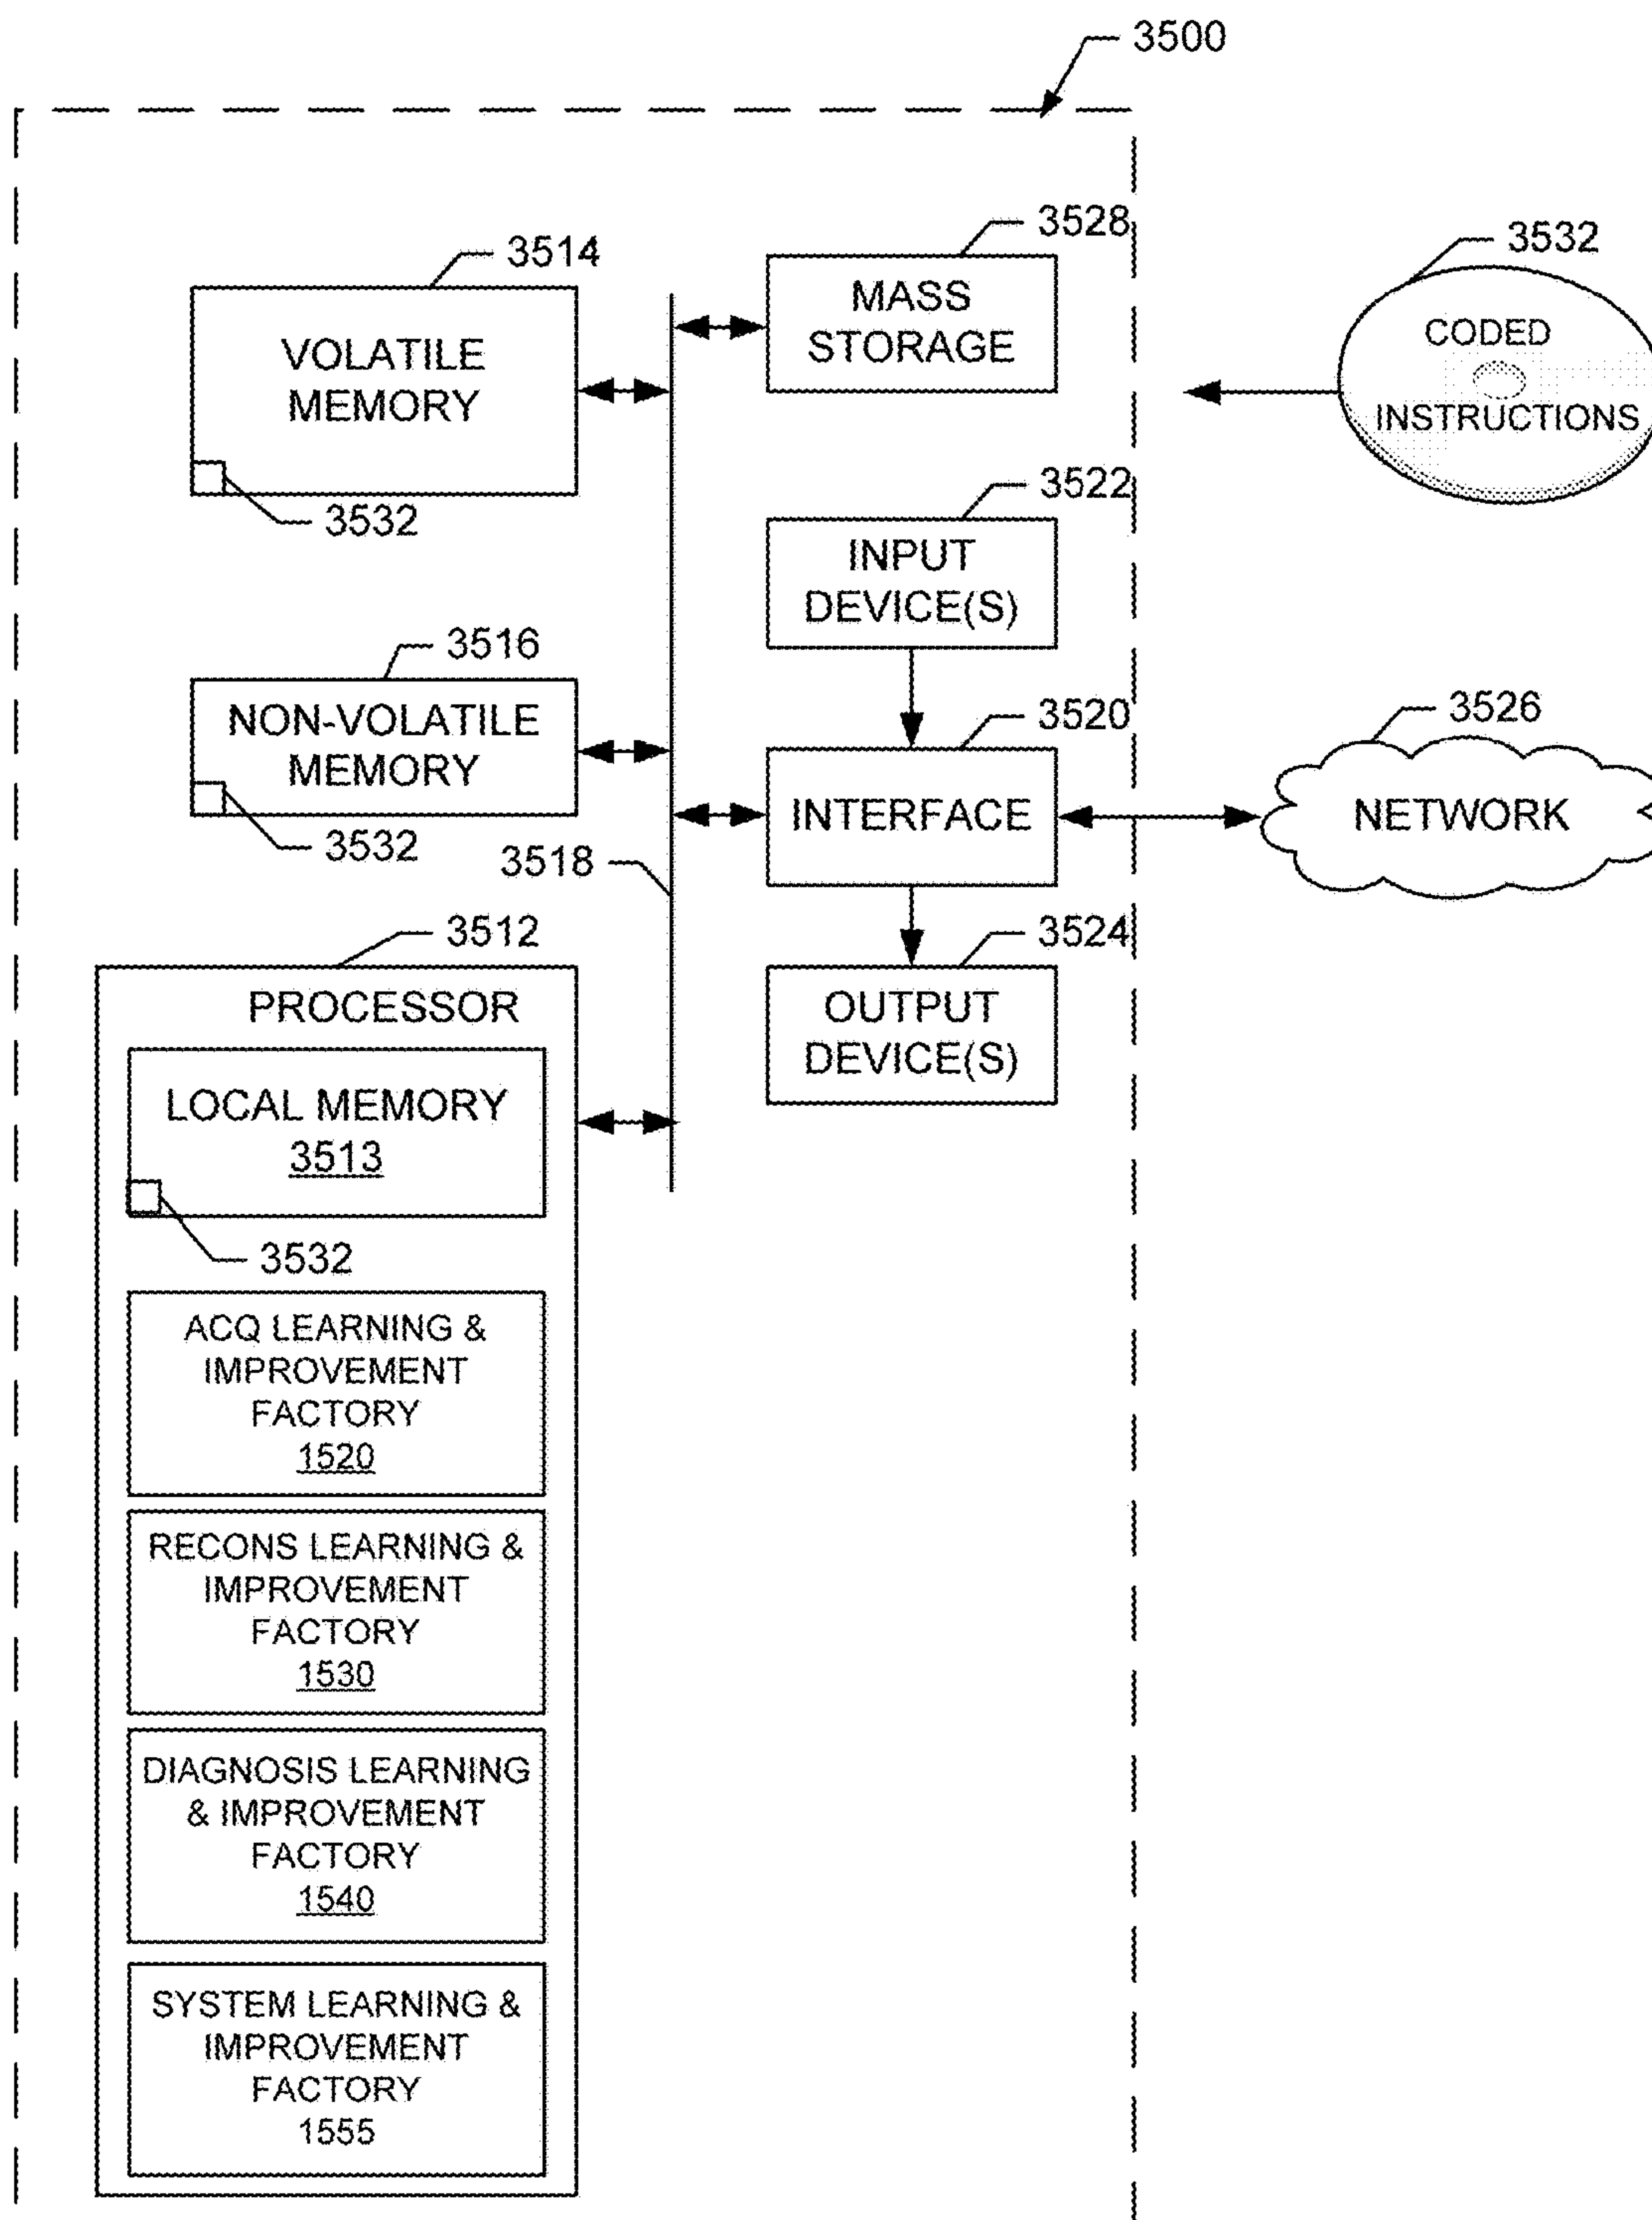 3500
3528
3514
MASS
STORAGE
3532
VOLATILE
MEMORY
CODED
INSTRUCTIONS
3532
3522
INPUT
DEVICE(S)
3516
NON-VOLATILE
MEMORY
3532
3520
INTERFACE
3526
NETWORK
3518
3512
3524
OUTPUT
DEVICE(S)
PROCESSOR
LOCAL MEMORY
3513
3532
ACQ LEARNING &
IMPROVEMENT
FACTORY
1520
RECONS LEARNING &
IMPROVEMENT
FACTORY
1530
DIAGNOSIS LEARNING
& IMPROVEMENT
FACTORY
1540
SYSTEM LEARNING &
IMPROVEMENT
FACTORY
1555